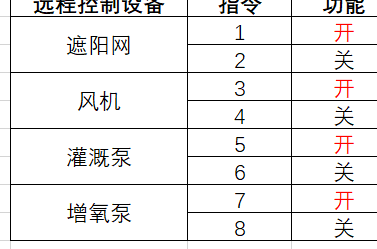 远程控制设备 指令 功能
遮阳网 1 开
2 关
风机 3 开
4 关
灌溉泵 5 开
6 关
增氧泵 7 开
8 关